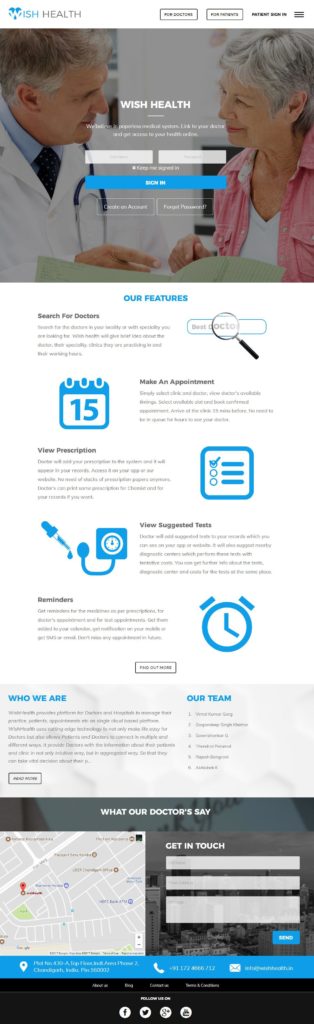 WISH HEALTH
FOR DOCTORS
FOR PATIENTS
PATIENT SIGN IN
WISH HEALTH
We believe in paperless medical system. Link to your doctor
and get access to your health online.
Keep me signed in
SIGN IN
Create an Account
Forgot Password?
OUR FEATURES
Search For Doctors
Search for the doctors in your locality or with speciality you
are looking for. Wish health will give brief idea about the
doctor, their speciality, clinics they are practising in and
their working hours.
Best Doctor
15
Make An Appointment
Simply select clinic and doctor, view doctor's available
timings. Select available slot and book confirmed
appointment. Arrive at the clinic 15 mins before. No need to
be in queue for hours to see your doctor.
View Prescription
Doctor will add your prescription to the system and it will
appear in your records. Access it on your app or our
website. No need of stacks of prescription papers anymore.
Doctor's can print same prescription for Chemist and for
your records if you want.
View Suggested Tests
Doctor will add suggested tests to your records which you
can see on your app or website. It will also suggest nearby
diagnostic centers which perform these tests with
tentative costs. You can get further info about the tests,
diagnostic center and costs for the tests at the same place.
Reminders
Get reminders for the medicines as per prescriptions, for
doctor's appointment and for test appointments. Get them
added to your calendar, get notification on your mobile or
get SMS or email. Don't miss any appointment in future.
FIND OUT MORE
WHO WE ARE
WishHealth provides platform for Doctors and Hospitals to manage their
practice, patients, appointments etc on single cloud based platform.
WishHealth uses cutting edge technology to not only make life easy for
Doctors but also allows Patients and Doctors to connect in multiple and
different ways. It provide Doctors with the information about their patients
and clinic in not only intuitive way, but in aggregated way. So that they
can take vital decision about their p..
READ MORE
OUR TEAM
1. Vimal Kumar Garg
2. Gagandeep Singh
3.
4.
5. Rajesh
6. Abhishek K
WHAT OUR DOCTOR'S SAY
GET IN TOUCH
SEND
Plot No.439-A,Top Floor,Indl.Area Phase 2,
Chandigarh, India. Pin:160002
+91 172 4666 712
info@wishhealth.in
About us
Blog
Contact us
Terms & Conditions
FOLLOW US ON